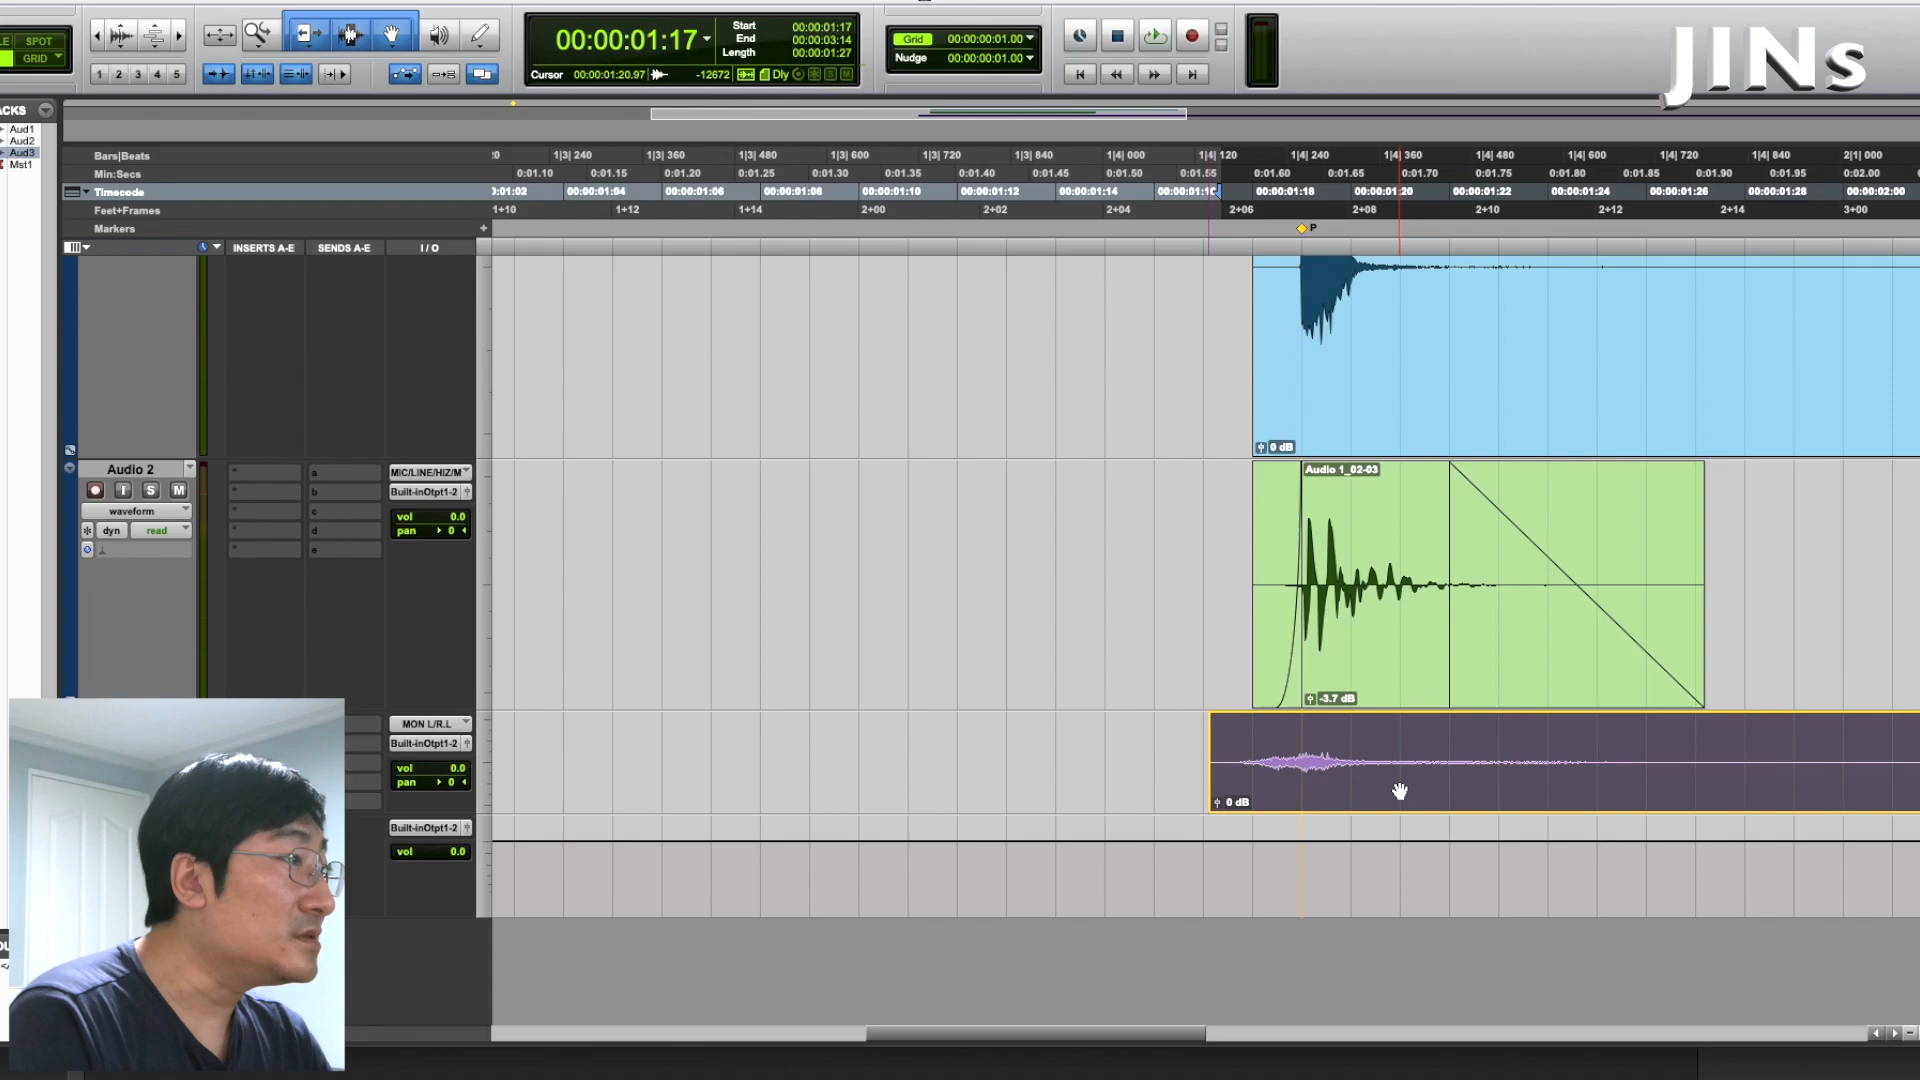 LE
SPOT
GRID
1 2 3 4 5
00:00:01:17
Start 00:00:01:17
End 00:00:03:14
Length 00:00:01:27
Cursor 00:00:01:20.97 -12672 Dly
S M
Grid 00:00:00:01.00
Nudge 00:00:00:01.00
JINs
ACKS
Aud1
Aud2
Aud3
Mst1
Bars|Beats
1|3| 240 1|3| 360 1|3| 480 1|3| 600 1|3| 720 1|3| 840 1|4| 000 1|4| 120 1|4| 240 1|4| 360 1|4| 480 1|4| 600 1|4| 720 1|4| 840 2|1| 000
Min:Secs
0:01.10 0:01.15 0:01.20 0:01.25 0:01.30 0:01.35 0:01.40 0:01.45 0:01.50 0:01.55 0:01.60 0:01.65 0:01.70 0:01.75 0:01.80 0:01.85 0:01.90 0:01.95 0:02.00
Timecode
):01:02 00:00:01:04 00:00:01:06 00:00:01:08 00:00:01:10 00:00:01:12 00:00:01:14 00:00:01:16 00:00:01:18 00:00:01:20 00:00:01:22 00:00:01:24 00:00:01:26 00:00:01:28 00:00:02:00
Feet+Frames
1+10 1+12 1+14 2+00 2+02 2+04 2+06 2+08 2+10 2+12 2+14 3+00
Markers
+
P
INSERTS A-E SENDS A-E I / O
0 dB
Audio 2
I S M
waveform
dyn read
a
b
c
d
e
MIC/LINE/HIZ/M
Built-inOtpt1-2
vol 0.0
pan 0
Audio 1_02-03
-3.7 dB
MON L/R.L
Built-inOtpt1-2
vol 0.0
pan 0
0 dB
Built-inOtpt1-2
vol 0.0